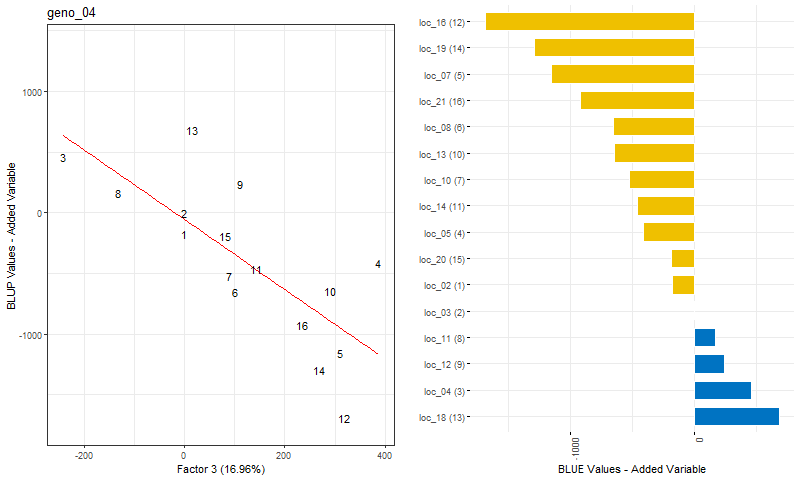 geno_04
BLUP Values - Added Variable
1000
0
-1000
13
3
9
8
2
1
15
4
11
7
10
6
16
5
14
12
-200
0
200
400
Factor 3 (16.96%)
loc_16 (12)
loc_19 (14)
loc_07 (5)
loc_21 (16)
loc_08 (6)
loc_13 (10)
loc_10 (7)
loc_14 (11)
loc_05 (4)
loc_20 (15)
loc_02 (1)
loc_03 (2)
loc_11 (8)
loc_12 (9)
loc_04 (3)
loc_18 (13)
-1000
0
BLUE Values - Added Variable